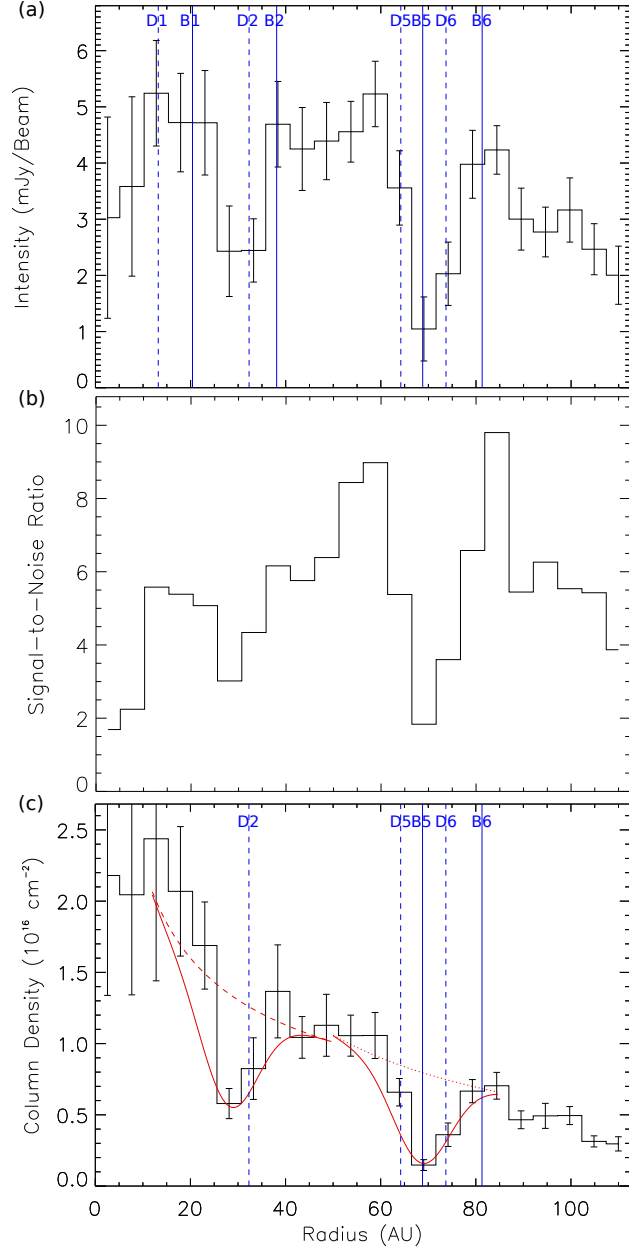 (a)
D1 B1 D2 B2 D5 B5 D6 B6
6
5
4
3
2
1
0
Intensity (mJy/Beam)
(b)
10
8
6
4
2
0
Signal-to-Noise Ratio
(c)
D2 D5 B5 D6 B6
2.5
2.0
1.5
1.0
0.5
0.0
Column Density (10¹⁶ cm⁻²)
0 20 40 60 80 100
Radius (AU)